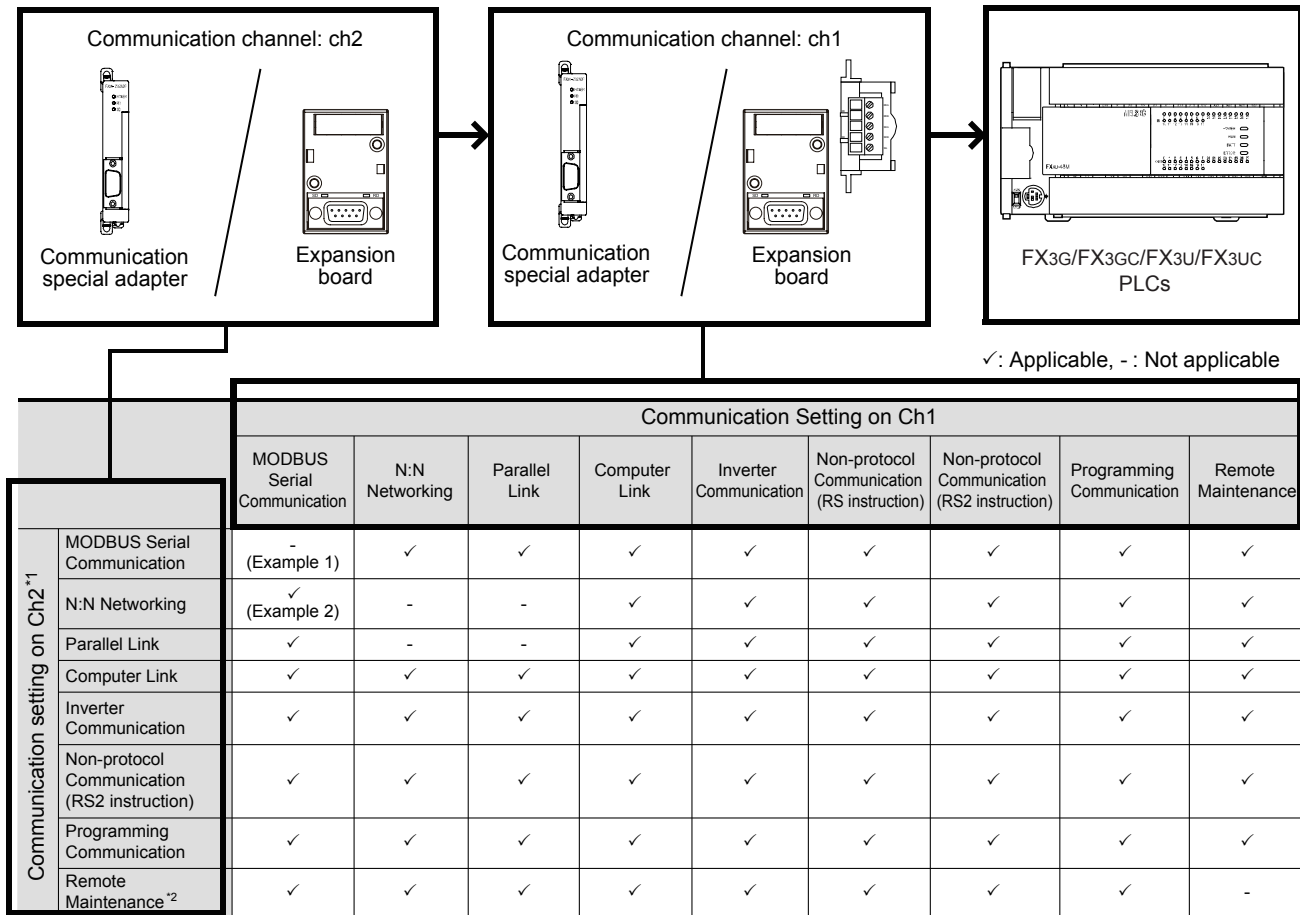 Communication channel: ch2
Communication special adapter
Expansion board
Communication channel: ch1
Communication special adapter
Expansion board
FX3G/FX3GC/FX3U/FX3UC
PLCs
✓: Applicable, - : Not applicable
Communication Setting on Ch1
MODBUS Serial Communication
N:N Networking
Parallel Link
Computer Link
Inverter Communication
Non-protocol Communication (RS instruction)
Non-protocol Communication (RS2 instruction)
Programming Communication
Remote Maintenance
Communication setting on Ch2*1
MODBUS Serial Communication - (Example 1) ✓ ✓ ✓ ✓ ✓ ✓ ✓ ✓
N:N Networking ✓ (Example 2) - - ✓ ✓ ✓ ✓ ✓ ✓
Parallel Link ✓ - - ✓ ✓ ✓ ✓ ✓ ✓
Computer Link ✓ ✓ ✓ ✓ ✓ ✓ ✓ ✓ ✓
Inverter Communication ✓ ✓ ✓ ✓ ✓ ✓ ✓ ✓ ✓
Non-protocol Communication (RS2 instruction) ✓ ✓ ✓ ✓ ✓ ✓ ✓ ✓ ✓
Programming Communication ✓ ✓ ✓ ✓ ✓ ✓ ✓ ✓ ✓
Remote Maintenance*2 ✓ ✓ ✓ ✓ ✓ ✓ ✓ ✓ -